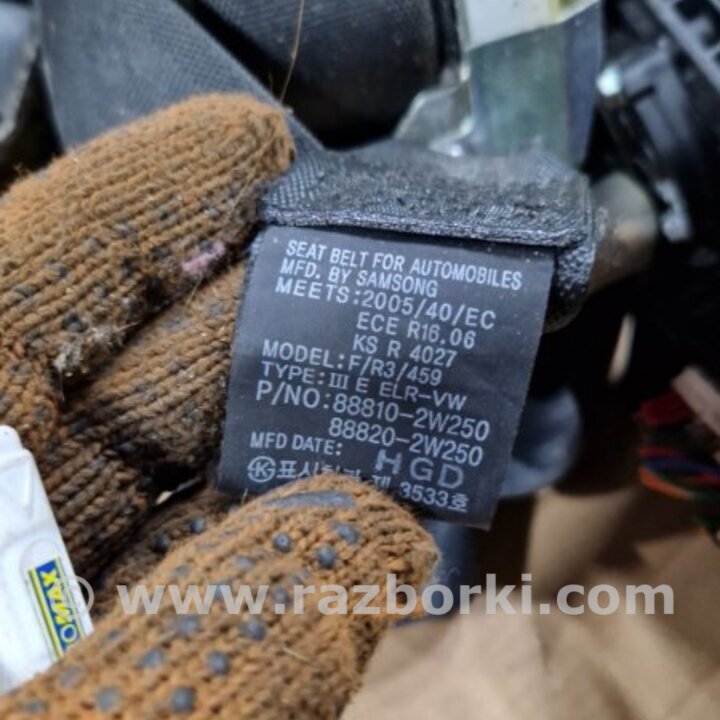 SEAT BELT FOR AUTOMOBILES
MFD. BY SAMSONG
MEETS:2005/40/EC
ECE R16.06
KS R 4027
MODEL:F/R3/459
TYPE:III E ELR-VW
P/NO:88810-2W250
88820-2W250
MFD DATE: HGD
제 3533호
© www.razborki.com